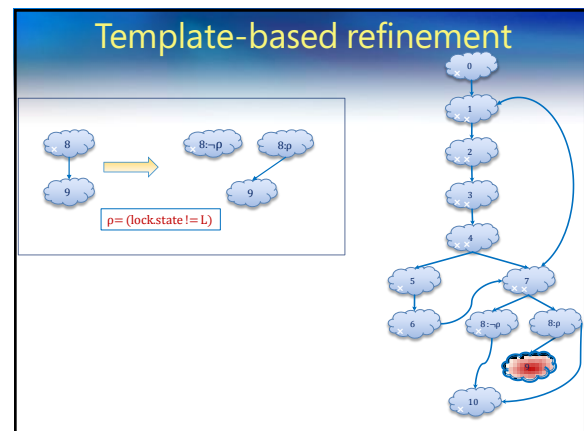 Template-based refinement
8
9
8:¬ρ
8:ρ
9
ρ= (lock.state != L)
0
1
2
3
4
5
7
6
8:¬ρ
8:ρ
9
10